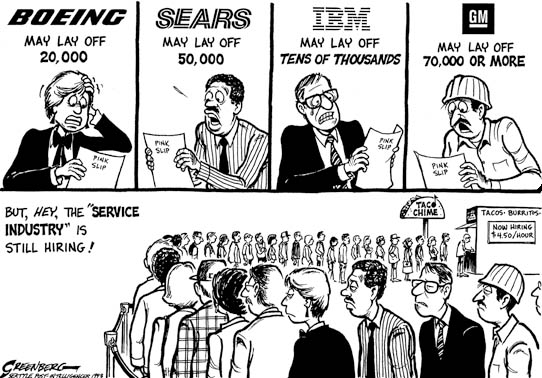 BOEING
MAY LAY OFF
20,000
PINK
SLIP
SEARS
MAY LAY OFF
50,000
PINK
SLIP
IBM
MAY LAY OFF
TENS OF THOUSANDS
PINK
SLIP
GM
MAY LAY OFF
70,000 OR MORE
PINK
SLIP
BUT, HEY, THE "SERVICE
INDUSTRY" IS
STILL HIRING!
TACO
CHIME
TACOS· BURRITOS·
NOW HIRING
$4.50/HOUR
GREENBERG
SEATTLE POST-INTELLIGENCER 1993